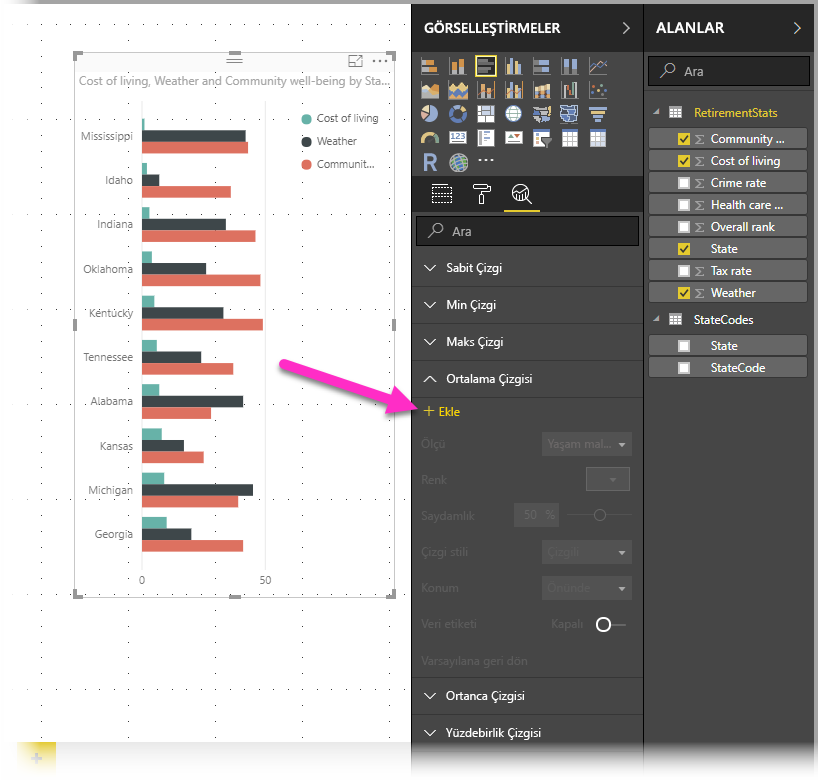 Cost of living, Weather and Community well-being by Sta...
Cost of living
Weather
Communit...
Mississippi
Idaho
Indiana
Oklahoma
Kentucky
Tennessee
Alabama
Kansas
Michigan
Georgia
0 50
GÖRSELLEŞTİRMELER
123
R
Ara
Sabit Çizgi
Min Çizgi
Maks Çizgi
Ortalama Çizgisi
+ Ekle
Ölçü Yaşam mal...
Renk
Saydamlık 50 %
Çizgi stili Çizgili
Konum Önünde
Veri etiketi Kapalı
Varsayılana geri dön
Ortanca Çizgisi
Yüzdebirlik Çizgisi
ALANLAR
Ara
RetirementStats
Community ...
Cost of living
Crime rate
Health care ...
Overall rank
State
Tax rate
Weather
StateCodes
State
StateCode